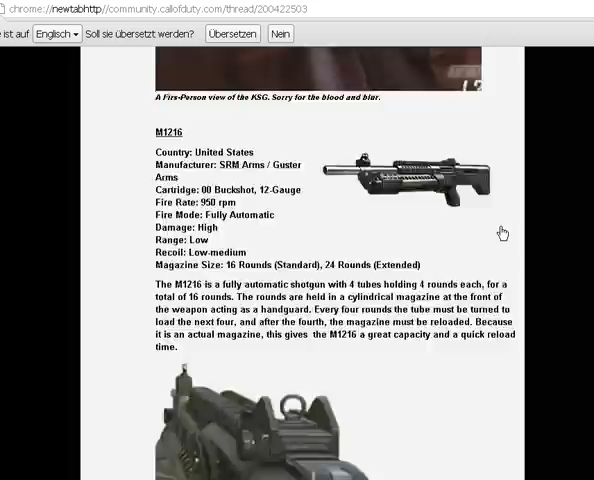 chrome://newtabhttp//community.callofduty.com/thread/200422503
e ist auf Englisch Soll sie übersetzt werden? Übersetzen Nein
A Firs-Person view of the KSG. Sorry for the blood and blur.
M1216
Country: United States
Manufacturer: SRM Arms / Guster
Arms
Cartridge: 00 Buckshot, 12-Gauge
Fire Rate: 950 rpm
Fire Mode: Fully Automatic
Damage: High
Range: Low
Recoil: Low-medium
Magazine Size: 16 Rounds (Standard), 24 Rounds (Extended)
The M1216 is a fully automatic shotgun with 4 tubes holding 4 rounds each, for a
total of 16 rounds. The rounds are held in a cylindrical magazine at the front of
the weapon acting as a handguard. Every four rounds the tube must be turned to
load the next four, and after the fourth, the magazine must be reloaded. Because
it is an actual magazine, this gives the M1216 a great capacity and a quick reload
time.